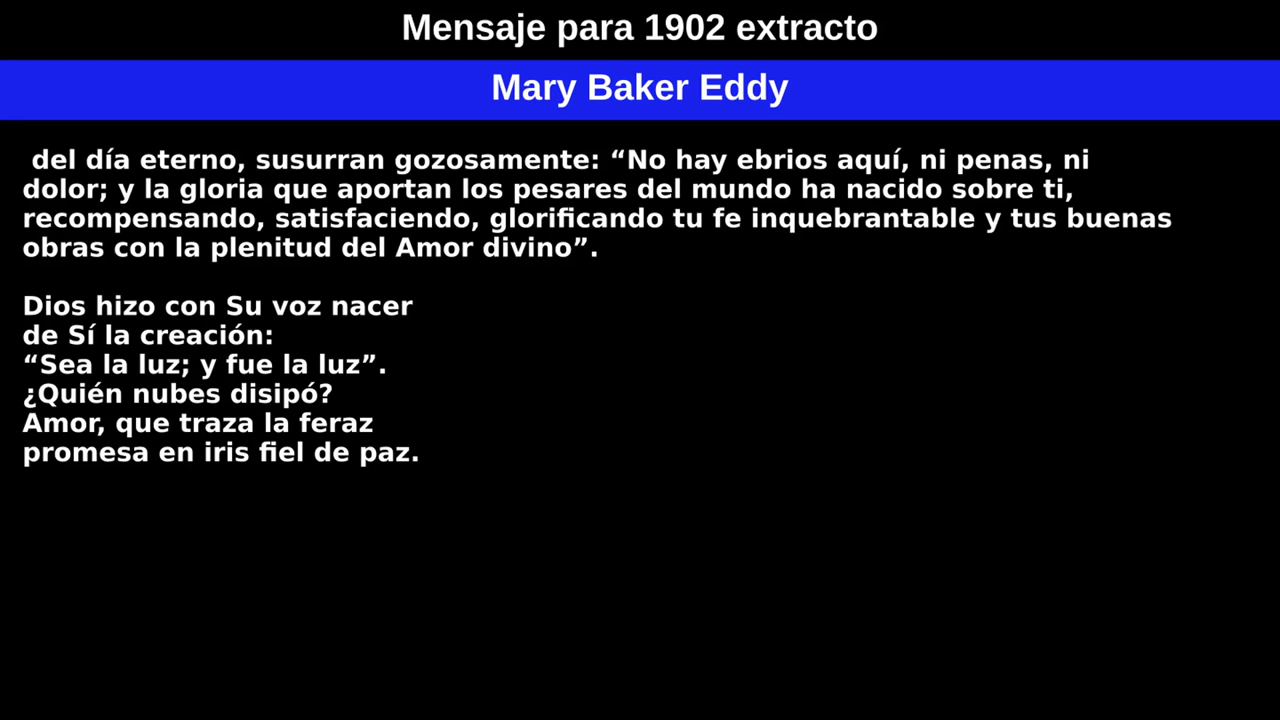 Mensaje para 1902 extracto
Mary Baker Eddy
del día eterno, susurran gozosamente: “No hay ebrios aquí, ni penas, ni
dolor; y la gloria que aportan los pesares del mundo ha nacido sobre ti,
recompensando, satisfaciendo, glorificando tu fe inquebrantable y tus buenas
obras con la plenitud del Amor divino”.
Dios hizo con Su voz nacer
de Sí la creación:
“Sea la luz; y fue la luz”.
¿Quién nubes disipó?
Amor, que traza la feraz
promesa en iris fiel de paz.